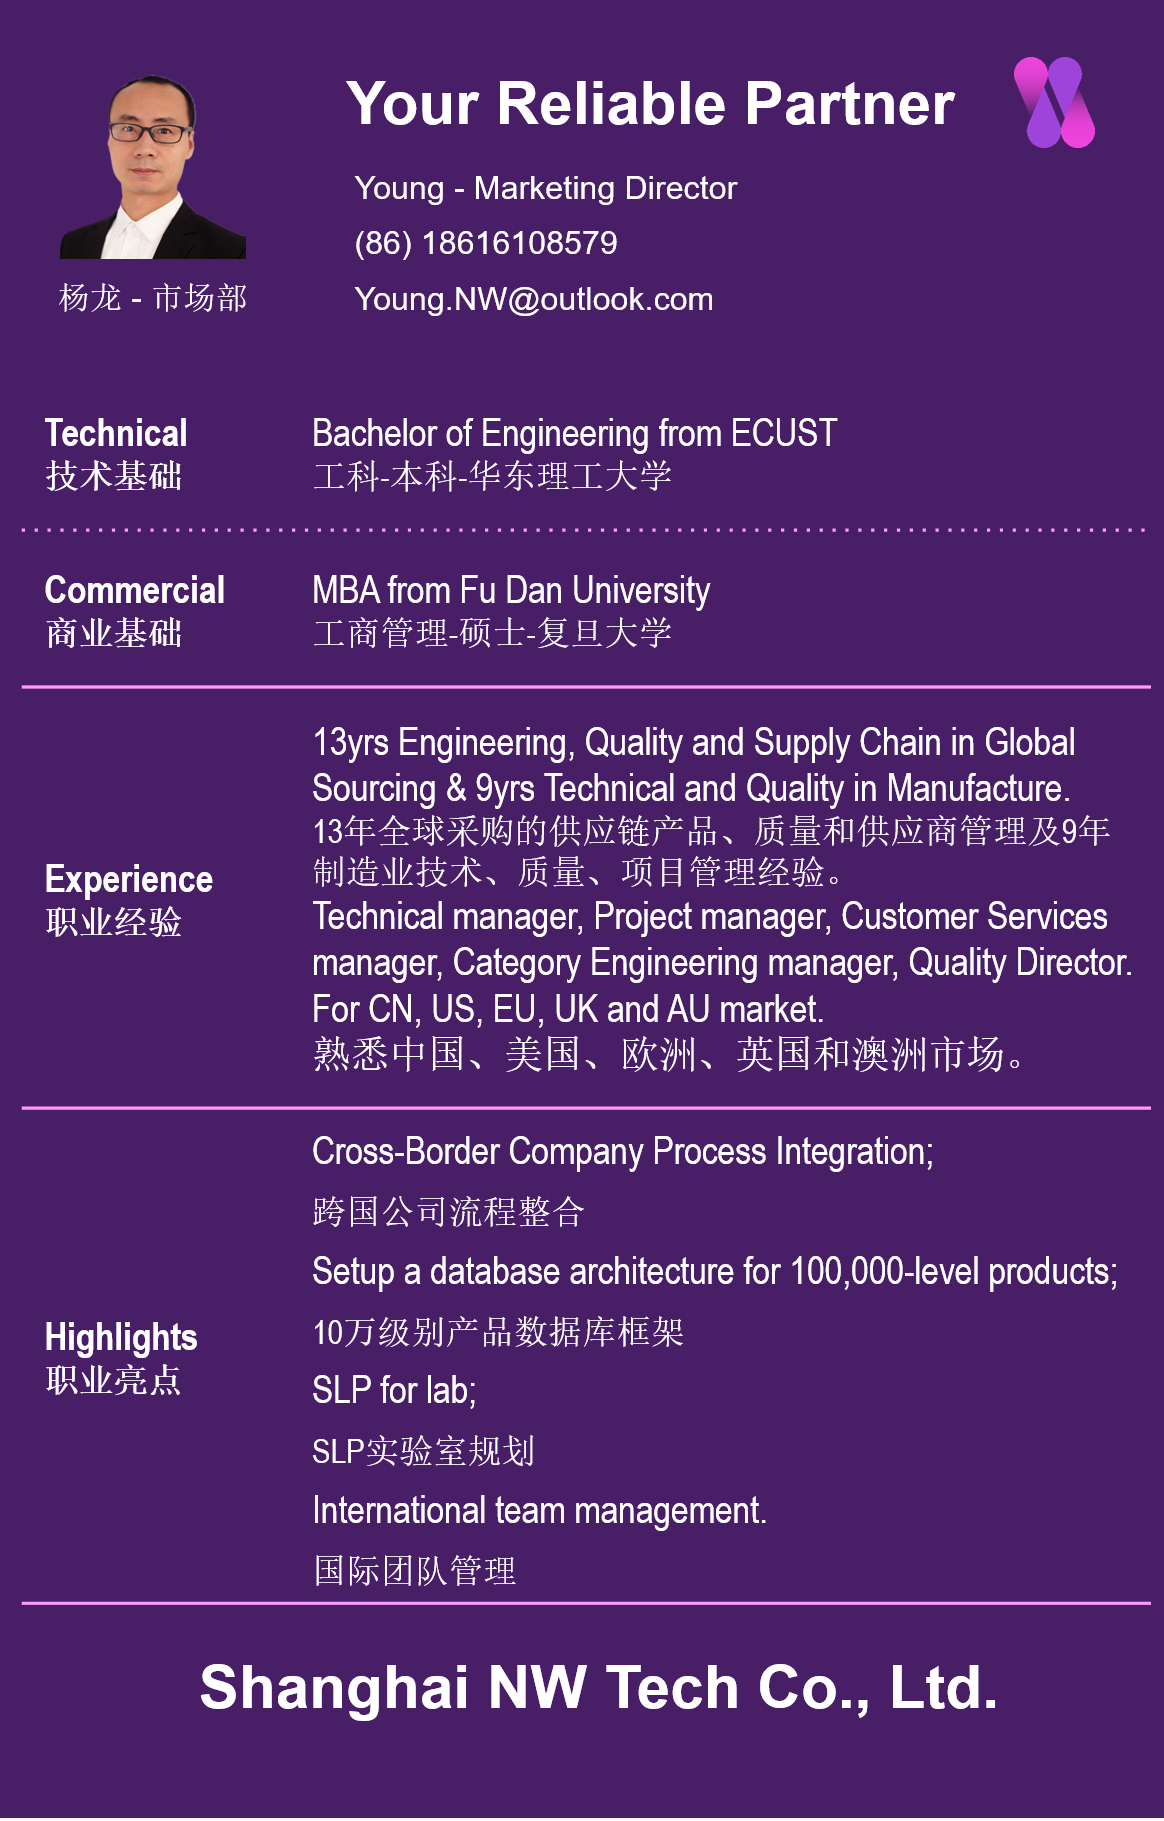 Your Reliable Partner
Young - Marketing Director
(86) 18616108579
Young.NW@outlook.com
杨龙 - 市场部
Technical
技术基础
Bachelor of Engineering from ECUST
工科-本科-华东理工大学
Commercial
商业基础
MBA from Fu Dan University
工商管理-硕士-复旦大学
Experience
职业经验
13yrs Engineering, Quality and Supply Chain in Global
Sourcing & 9yrs Technical and Quality in Manufacture.
13年全球采购的供应链产品、质量和供应商管理及9年
制造业技术、质量、项目管理经验。
Technical manager, Project manager, Customer Services
manager, Category Engineering manager, Quality Director.
For CN, US, EU, UK and AU market.
熟悉中国、美国、欧洲、英国和澳洲市场。
Highlights
职业亮点
Cross-Border Company Process Integration;
跨国公司流程整合
Setup a database architecture for 100,000-level products;
10万级别产品数据库框架
SLP for lab;
SLP实验室规划
International team management.
国际团队管理
Shanghai NW Tech Co., Ltd.